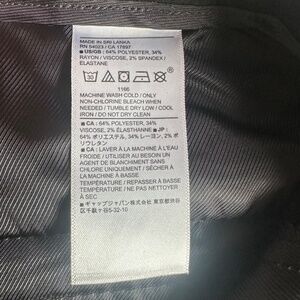 MADE IN SRI LANKA
RN 54023 / CA 17897
■ US/GB : 64% POLYESTER, 34%
RAYON / VISCOSE, 2% SPANDEX /
ELASTANE
30
1166
MACHINE WASH COLD / ONLY
NON-CHLORINE BLEACH WHEN
NEEDED / TUMBLE DRY LOW / COOL
IRON / DO NOT DRY CLEAN
■ CA : 64% POLYESTER, 34%
VISCOSE, 2% ÉLASTHANNE ■ JP :
64% ポリエステル, 34% レーヨン, 2% ポ
リウレタン
■ CA : LAVER À LA MACHINE À L'EAU
FROIDE / UTILISER AU BESOIN UN
AGENT DE BLANCHIMENT SANS
CHLORE UNIQUEMENT / SÉCHER À
LA MACHINE À BASSE
TEMPÉRATURE / REPASSER À BASSE
TEMPÉRATURE / NE PAS NETTOYER
À SEC
■ ギャップジャパン株式会社 東京都渋谷
区千駄ヶ谷5-32-10